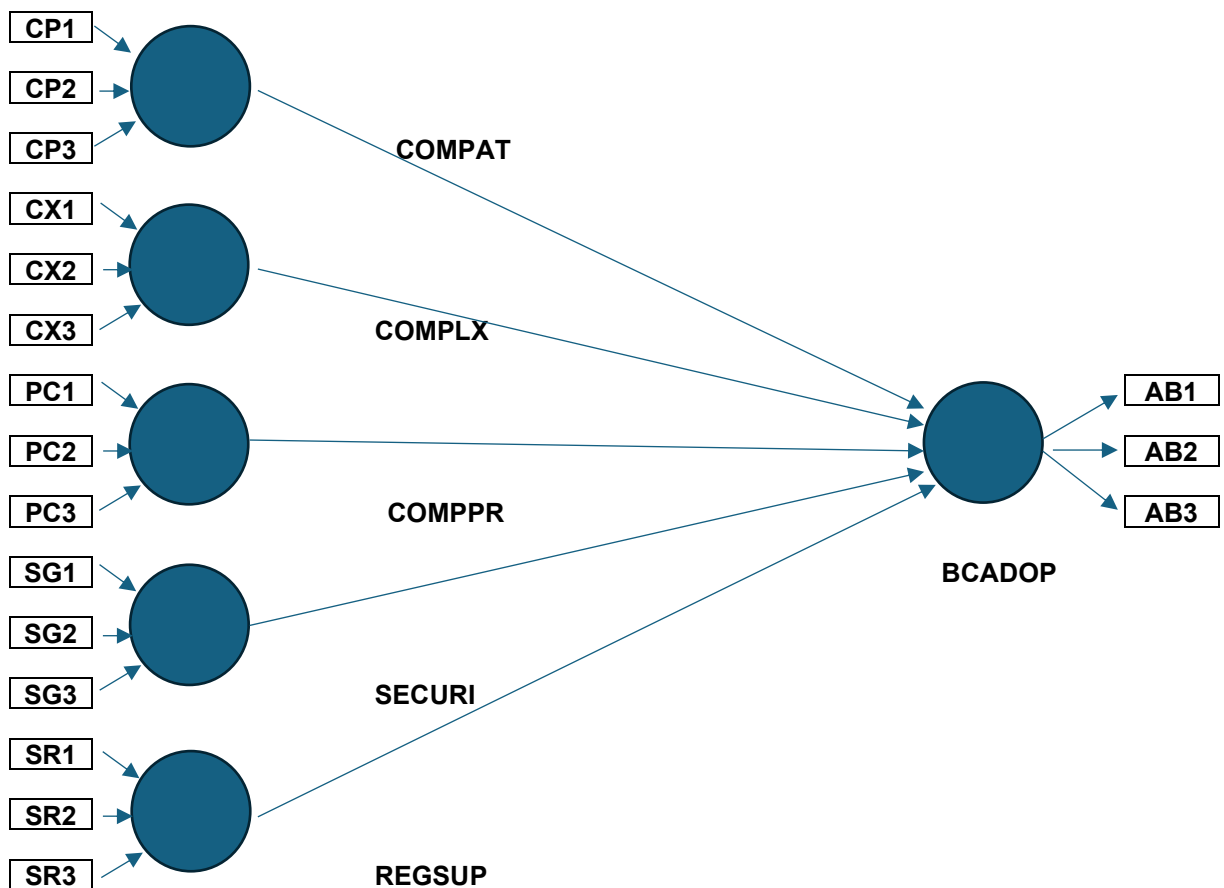 CP1
CP2
CP3
COMPAT
CX1
CX2
CX3
COMPLX
PC1
PC2
PC3
COMPPR
SG1
SG2
SG3
SECURI
SR1
SR2
SR3
REGSUP
AB1
AB2
AB3
BCADOP